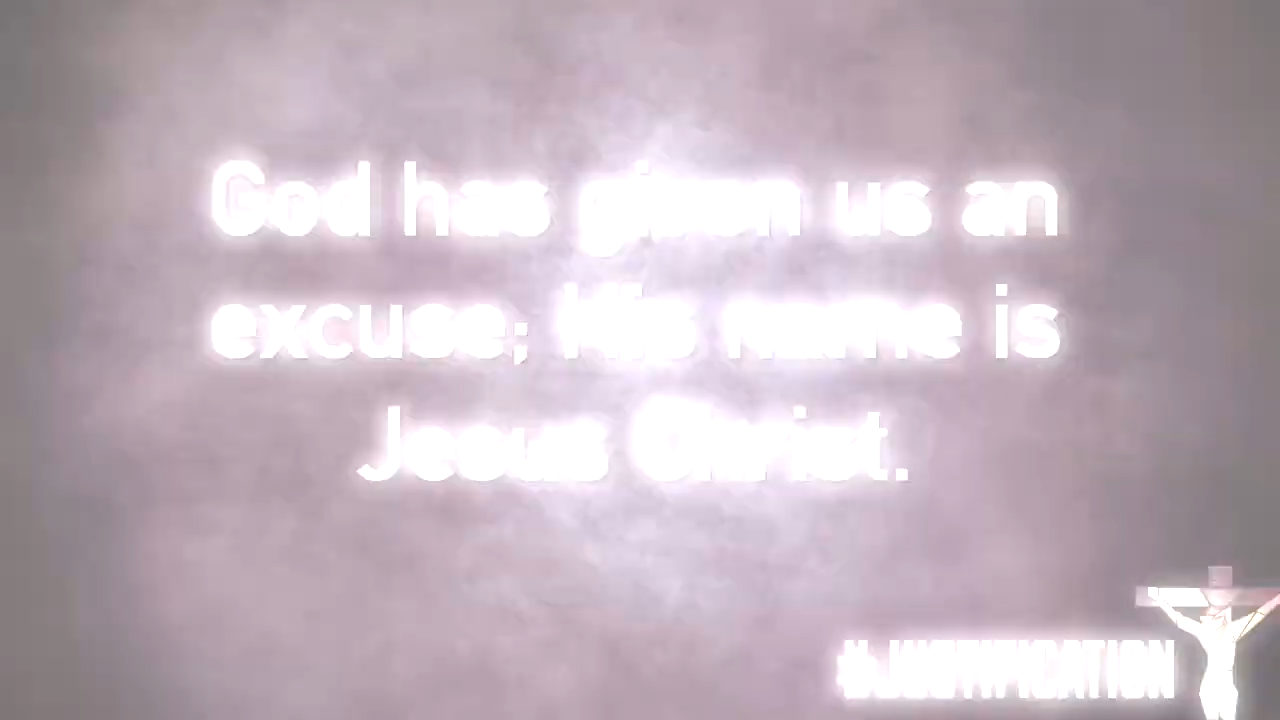 God has given us an
excuse; His name is
Jesus Christ.
#JUSTIFICATION